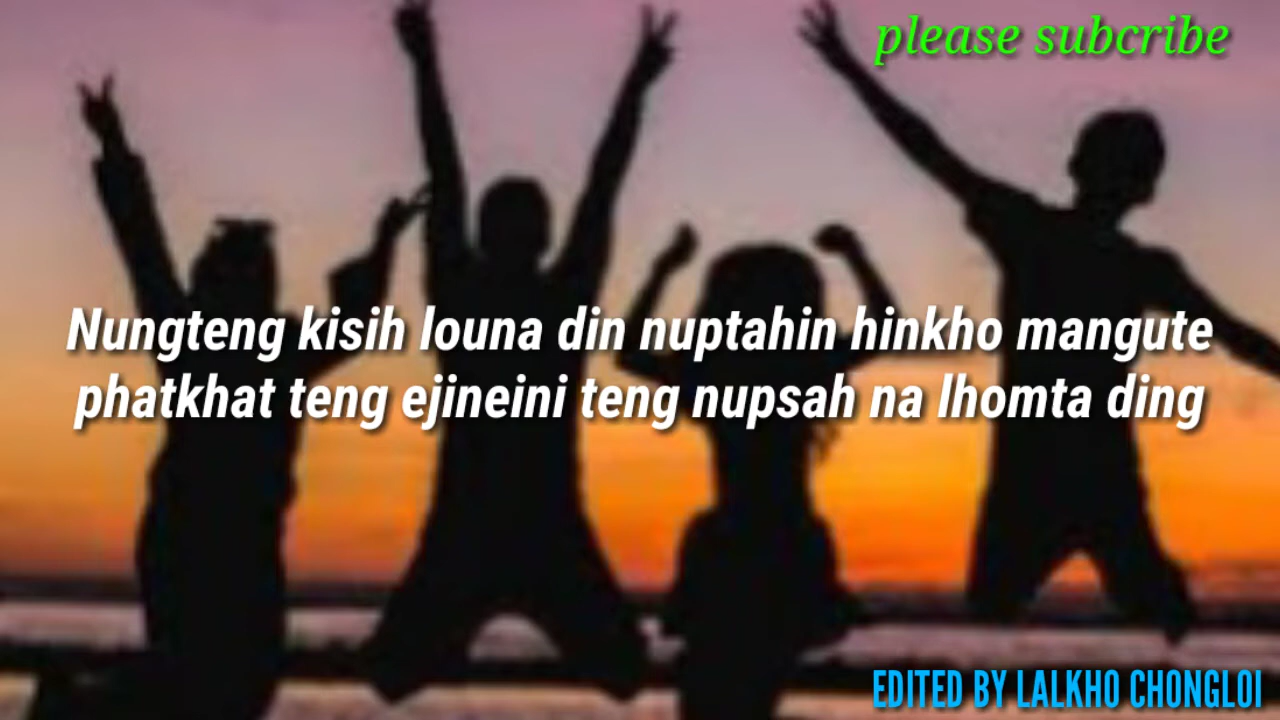 please subcribe
Nungteng kisih louna din nuptahin hinkho mangute
phatkhat teng ejineini teng nupsah na lhomta ding
EDITED BY LALKHO CHONGLOI